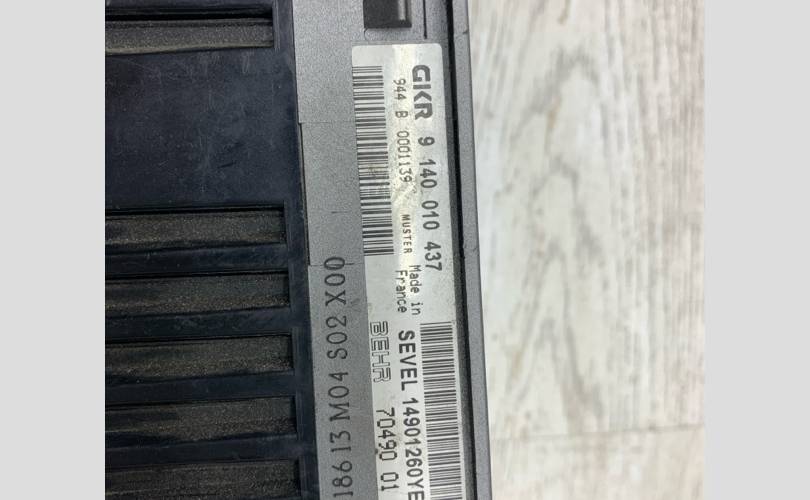 GKR 9 140 010 437
944 B 0001139 MUSTER Made in
France
SEVEL 14901260YE
BEHR 70490 01
18613 M04 S02 X00